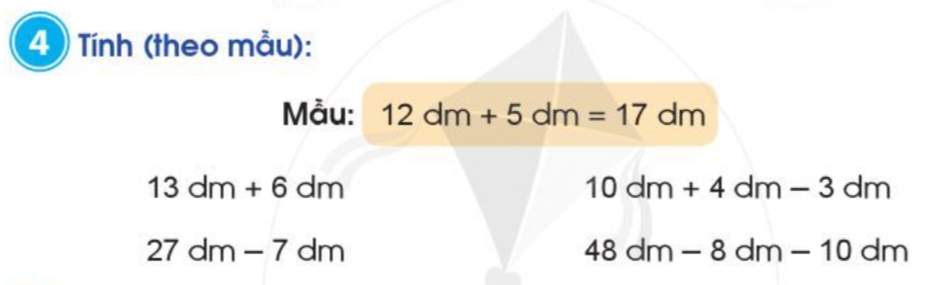 4 Tính (theo mẫu):
Mẫu: 12 dm + 5 dm = 17 dm
13 dm + 6 dm 10 dm + 4 dm – 3 dm
27 dm – 7 dm 48 dm – 8 dm – 10 dm